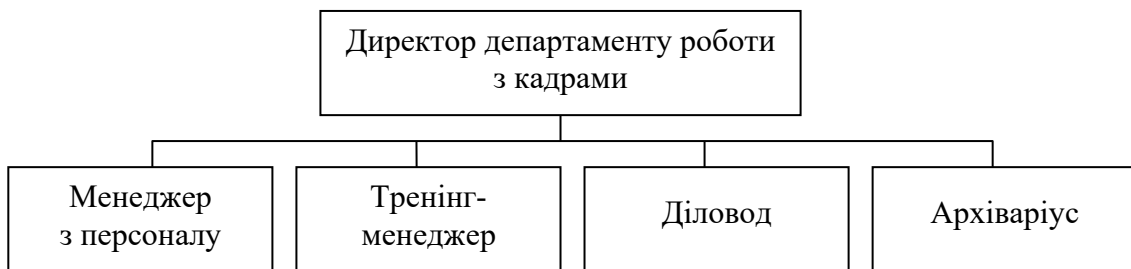 Директор департаменту роботи
з кадрами
Менеджер
з персоналу
Тренінг-
менеджер
Діловод
Архіваріус